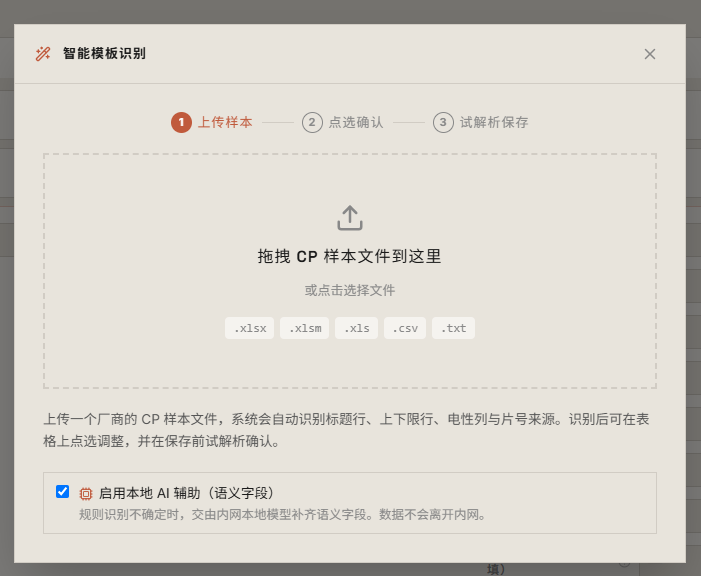 智能模板识别
1 上传样本 2 点选确认 3 试解析保存
拖拽 CP 样本文件到这里
或点击选择文件
.xlsx .xlsm .xls .csv .txt
上传一个厂商的 CP 样本文件，系统会自动识别标题行、上下限行、电性列与片号来源。识别后可在表
格上点选调整，并在保存前试解析确认。
启用本地 AI 辅助（语义字段）
规则识别不确定时，交由内网本地模型补齐语义字段。数据不会离开内网。
填）